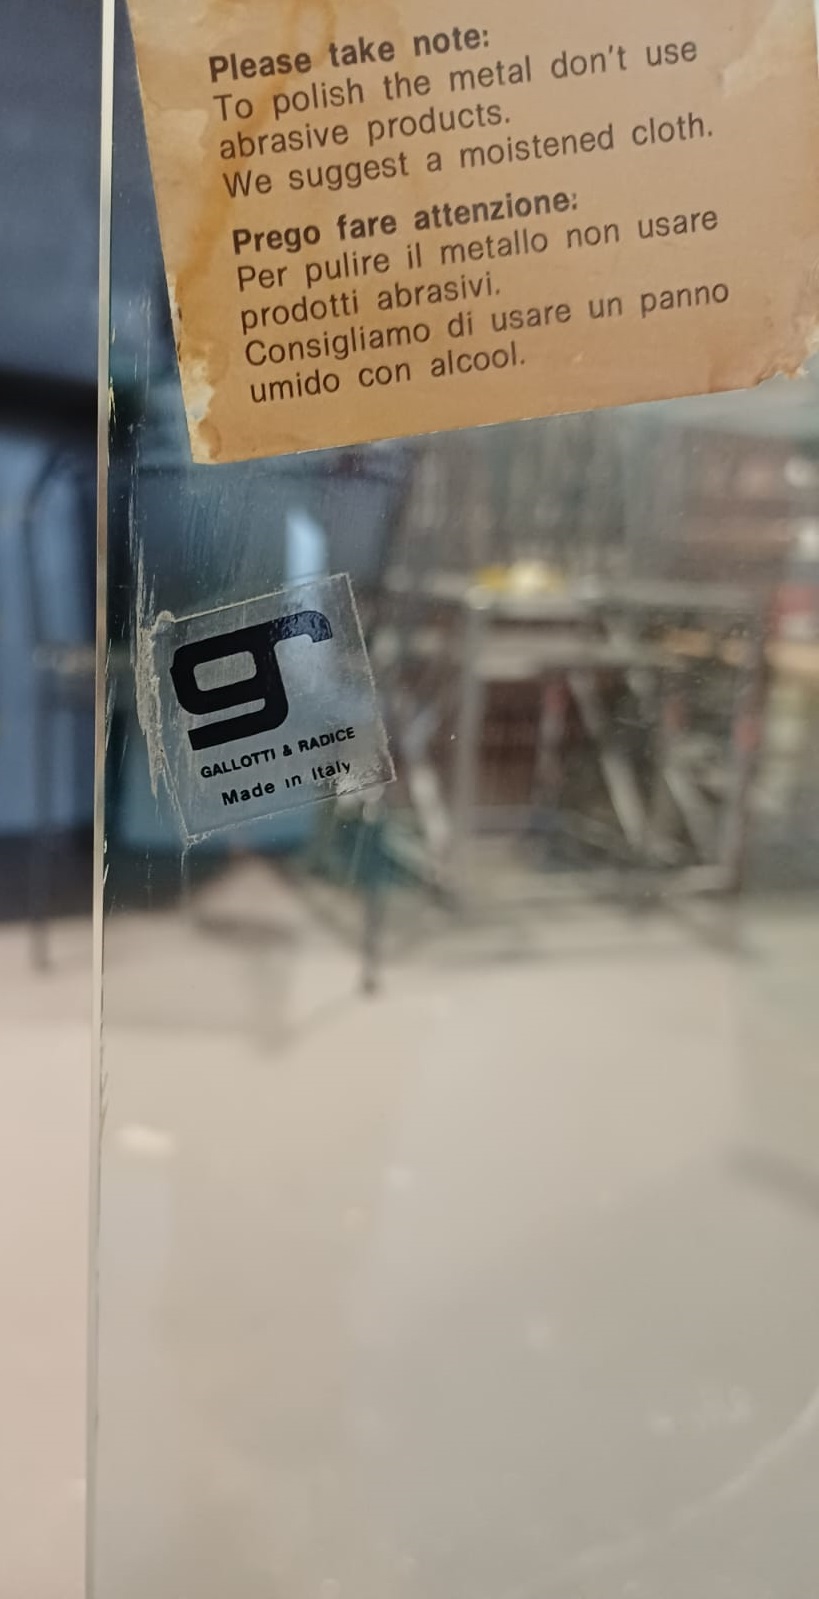 Please take note:
To polish the metal don't use
abrasive products.
We suggest a moistened cloth.
Prego fare attenzione:
Per pulire il metallo non usare
prodotti abrasivi.
Consigliamo di usare un panno
umido con alcool.
gr
GALLOTTI & RADICE
Made in Italy